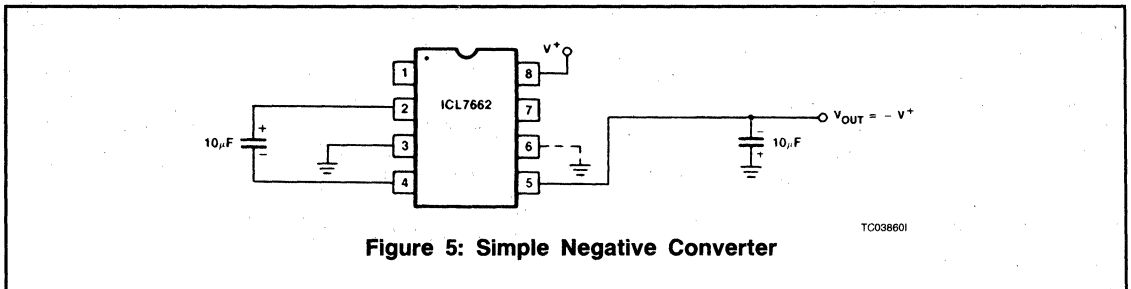 V+
1
8
ICL7662
2
7
10μF
+
-
3
6
4
5
VOUT = - V+
-
+
10μF
TC03860I
Figure 5: Simple Negative Converter